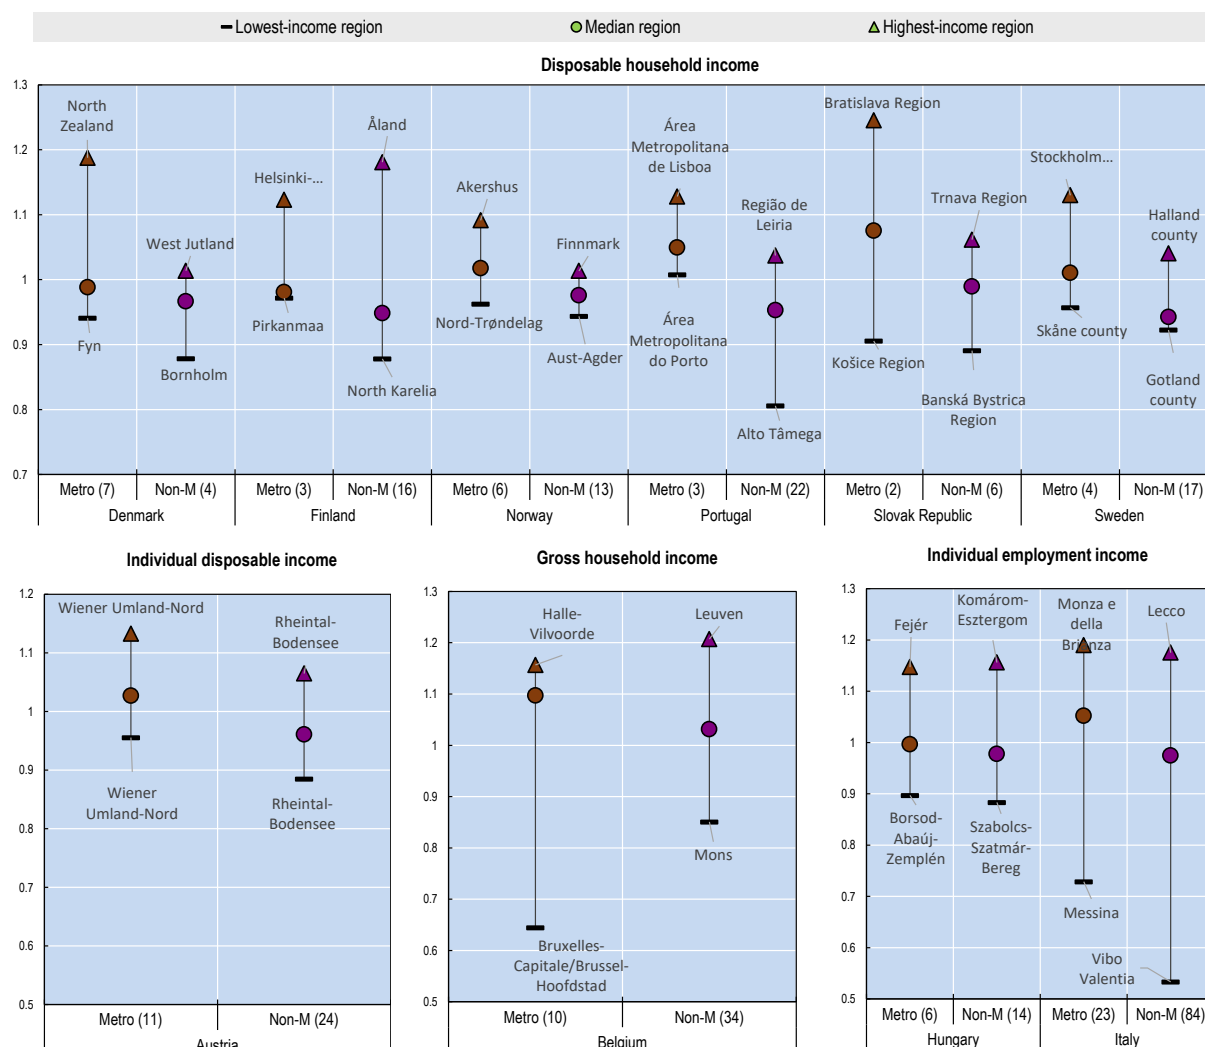 Lowest-income region
Median region
Highest-income region
Disposable household income
1.3
1.2
1.1
1
0.9
0.8
0.7
North
Zealand
Fyn
West Jutland
Bornholm
Helsinki-...
Pirkanmaa
Åland
North Karelia
Akershus
Nord-Trøndelag
Finnmark
Aust-Agder
Área
Metropolitana
de Lisboa
Área
Metropolitana
do Porto
Região de
Leiria
Alto Tâmega
Bratislava Region
Košice Region
Trnava Region
Banská Bystrica
Region
Stockholm...
Skåne county
Halland
county
Gotland
county
Metro (7)
Non-M (4)
Metro (3)
Non-M (16)
Metro (6)
Non-M (13)
Metro (3)
Non-M (22)
Metro (2)
Non-M (6)
Metro (4)
Non-M (17)
Denmark
Finland
Norway
Portugal
Slovak Republic
Sweden
Individual disposable income
1.2
1.1
1
0.9
0.8
0.7
0.6
0.5
Wiener Umland-Nord
Wiener
Umland-Nord
Rheintal-
Bodensee
Rheintal-
Bodensee
Metro (11)
Non-M (24)
Austria
Gross household income
1.3
1.2
1.1
1
0.9
0.8
0.7
0.6
0.5
Halle-
Vilvoorde
Bruxelles-
Capitale/Brussel-
Hoofdstad
Leuven
Mons
Metro (10)
Non-M (34)
Belgium
Individual employment income
1.3
1.2
1.1
1
0.9
0.8
0.7
0.6
0.5
Fejér
Borsod-
Abaúj-
Zemplén
Komárom-
Esztergom
Szabolcs-
Szatmár-
Bereg
Monza e
della
Brianza
Messina
Lecco
Vibo
Valentia
Metro (6)
Non-M (14)
Metro (23)
Non-M (84)
Hungary
Italy